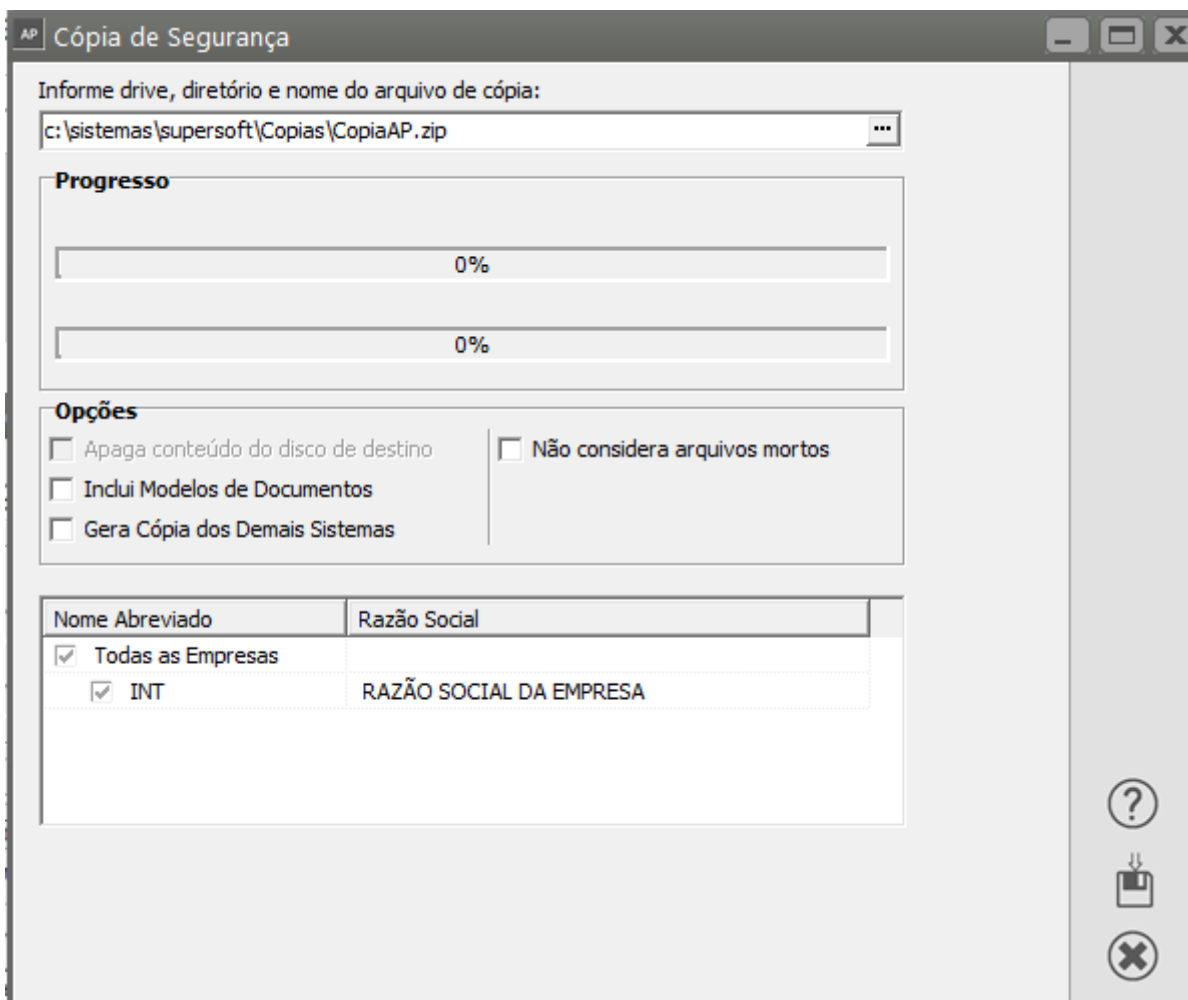 AP Cópia de Segurança
Informe drive, diretório e nome do arquivo de cópia:
c:\sistemas\supersoft\Copias\CopiaAP.zip ...
Progresso
0%
0%
Opções
Apaga conteúdo do disco de destino
Não considera arquivos mortos
Inclui Modelos de Documentos
Gera Cópia dos Demais Sistemas
Nome Abreviado Razão Social
Todas as Empresas
INT RAZÃO SOCIAL DA EMPRESA
?